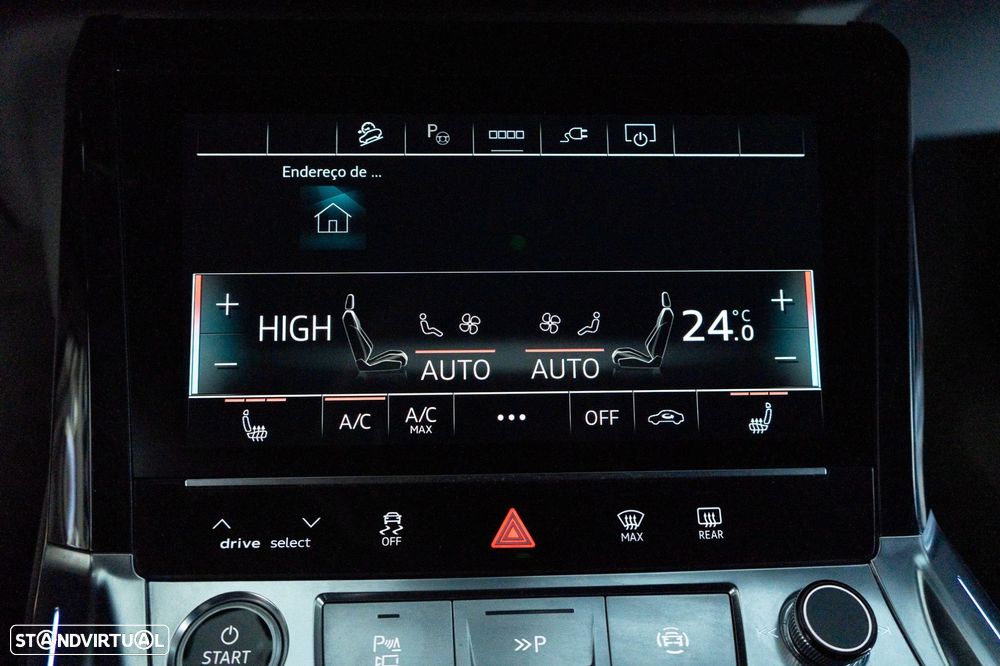 P
Endereço de ...
+ HIGH 24.0°C +
- AUTO AUTO -
A/C A/C MAX ... OFF
drive select OFF MAX REAR
START P >>P
STANDVIRTUAL